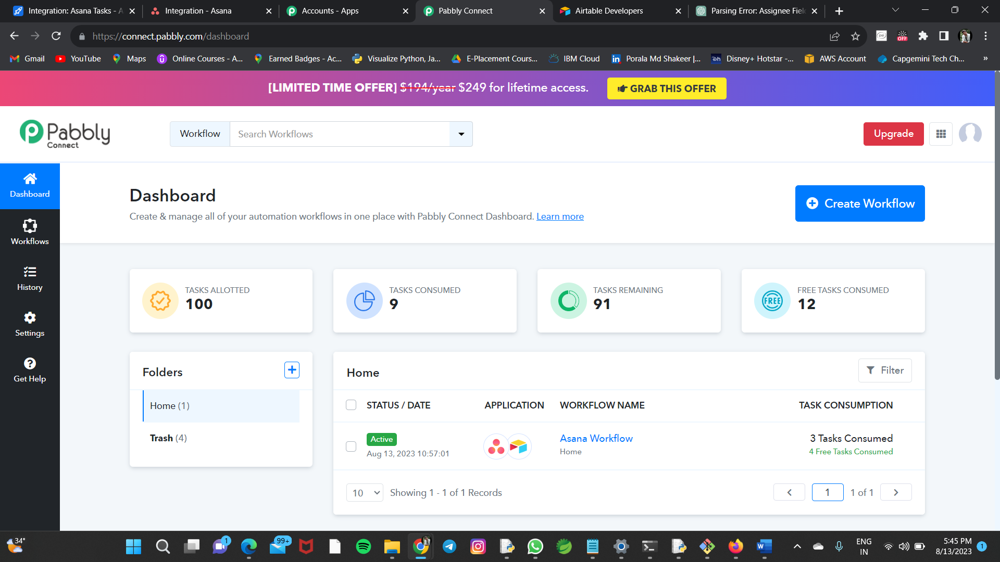 Integration: Asana Tasks - A
Integration - Asana
Accounts - Apps
Pabbly Connect
Airtable Developers
Parsing Error: Assignee Fiel
https://connect.pabbly.com/dashboard
psi
OFF
Gmail
YouTube
Maps
Online Courses - A...
Earned Badges - Ac...
Visualize Python, Ja...
E-Placement Cours...
IBM Cloud
Porala Md Shakeer |...
Disney+ Hotstar -...
AWS Account
Capgemini Tech Ch...
»
[LIMITED TIME OFFER] $194/year $249 for lifetime access.
GRAB THIS OFFER
Pabbly
Connect
Workflow
Search Workflows
Upgrade
Dashboard
Workflows
History
Settings
Get Help
Dashboard
Create & manage all of your automation workflows in one place with Pabbly Connect Dashboard. Learn more
Create Workflow
TASKS ALLOTTED
100
TASKS CONSUMED
9
TASKS REMAINING
91
FREE
FREE TASKS CONSUMED
12
Folders
Home (1)
Trash (4)
Home
Filter
STATUS / DATE
APPLICATION
WORKFLOW NAME
TASK CONSUMPTION
Active
Aug 13, 2023 10:57:01
Asana Workflow
Home
3 Tasks Consumed
4 Free Tasks Consumed
10
Showing 1 - 1 of 1 Records
1
1 of 1
34°
1
99+
W
ENG
IN
5:45 PM
8/13/2023
1